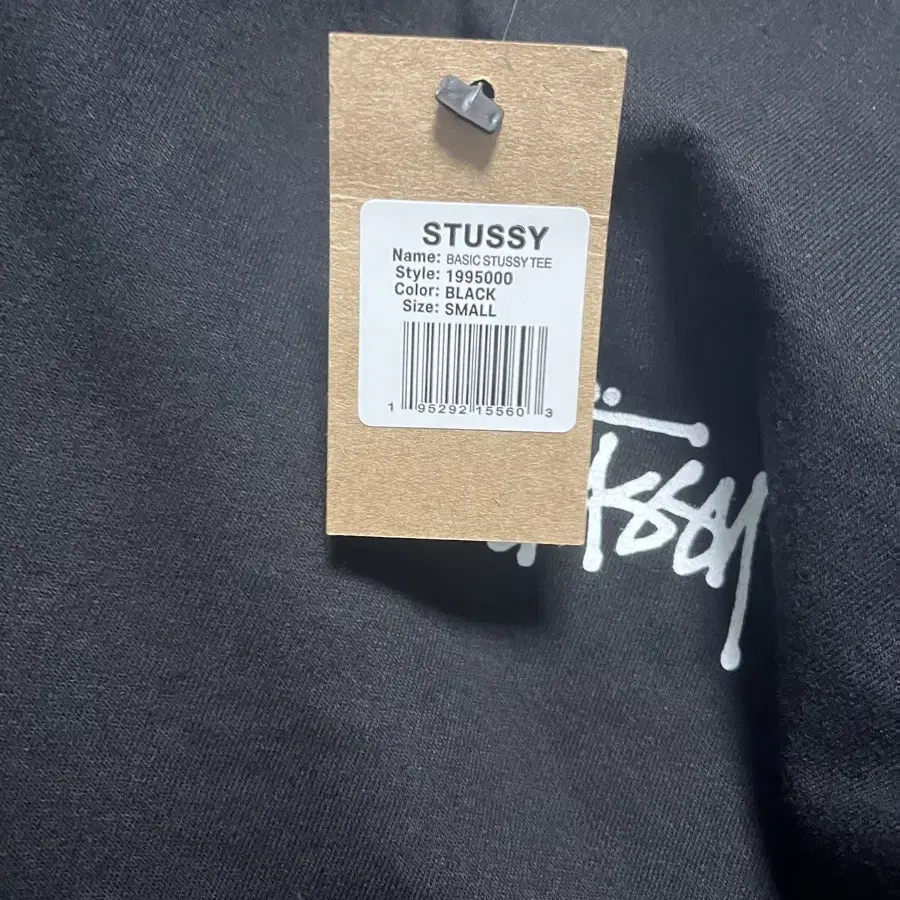 STUSSY
Name: BASIC STUSSY TEE
Style: 1995000
Color: BLACK
Size: SMALL
1 95292 15560 3